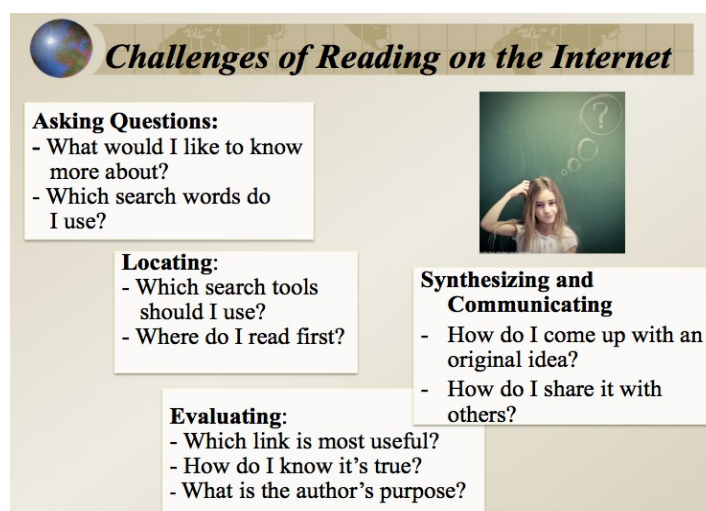 Challenges of Reading on the Internet
Asking Questions:
- What would I like to know
more about?
- Which search words do
I use?
?
Locating:
- Which search tools
should I use?
- Where do I read first?
Synthesizing and
Communicating
- How do I come up with an
original idea?
- How do I share it with
others?
Evaluating:
- Which link is most useful?
- How do I know it’s true?
- What is the author’s purpose?